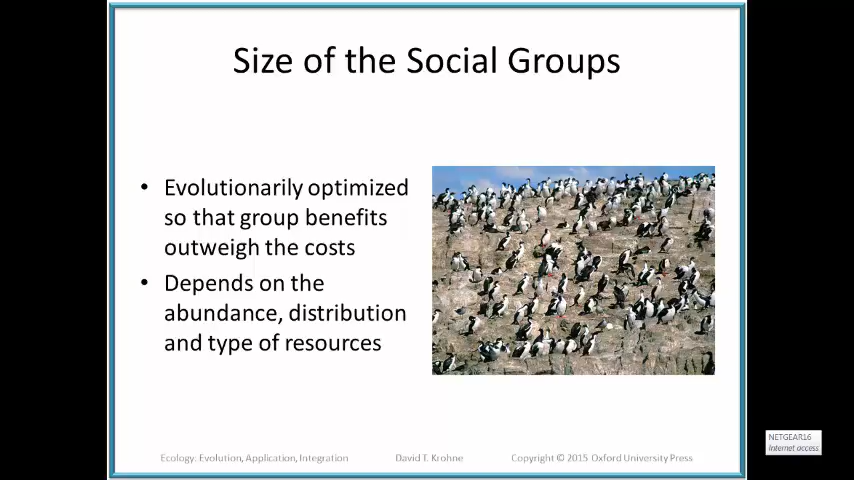 Size of the Social Groups
• Evolutionarily optimized
so that group benefits
outweigh the costs
• Depends on the
abundance, distribution
and type of resources
Ecology: Evolution, Application, Integration David T. Krohne Copyright © 2015 Oxford University Press
NETGEAR16
Internet access